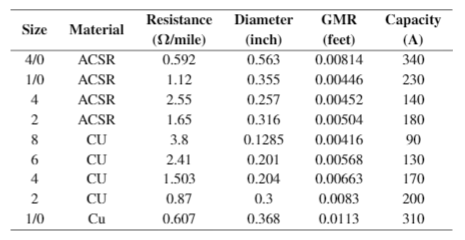 Size Material Resistance (Ω/mile) Diameter (inch) GMR (feet) Capacity (A)
4/0 ACSR 0.592 0.563 0.00814 340
1/0 ACSR 1.12 0.355 0.00446 230
4 ACSR 2.55 0.257 0.00452 140
2 ACSR 1.65 0.316 0.00504 180
8 CU 3.8 0.1285 0.00416 90
6 CU 2.41 0.201 0.00568 130
4 CU 1.503 0.204 0.00663 170
2 CU 0.87 0.3 0.0083 200
1/0 Cu 0.607 0.368 0.0113 310